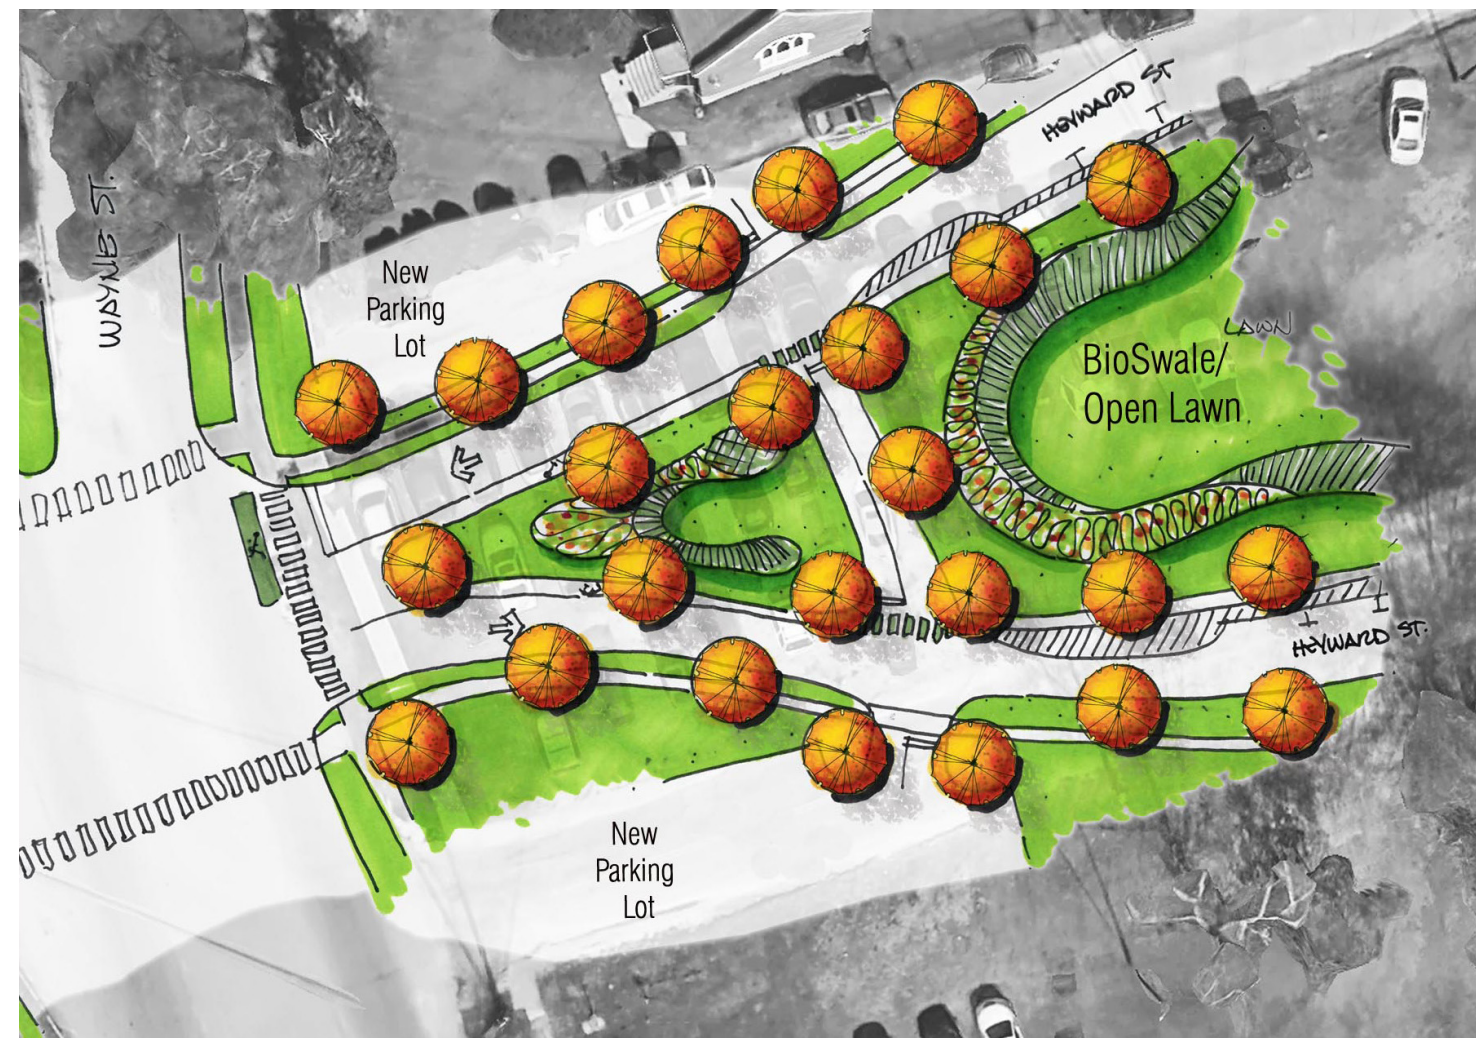 HEYWARD ST
WAYNE ST.
New
Parking
Lot
LAWN
BioSwale/
Open Lawn
HEYWARD ST.
New
Parking
Lot